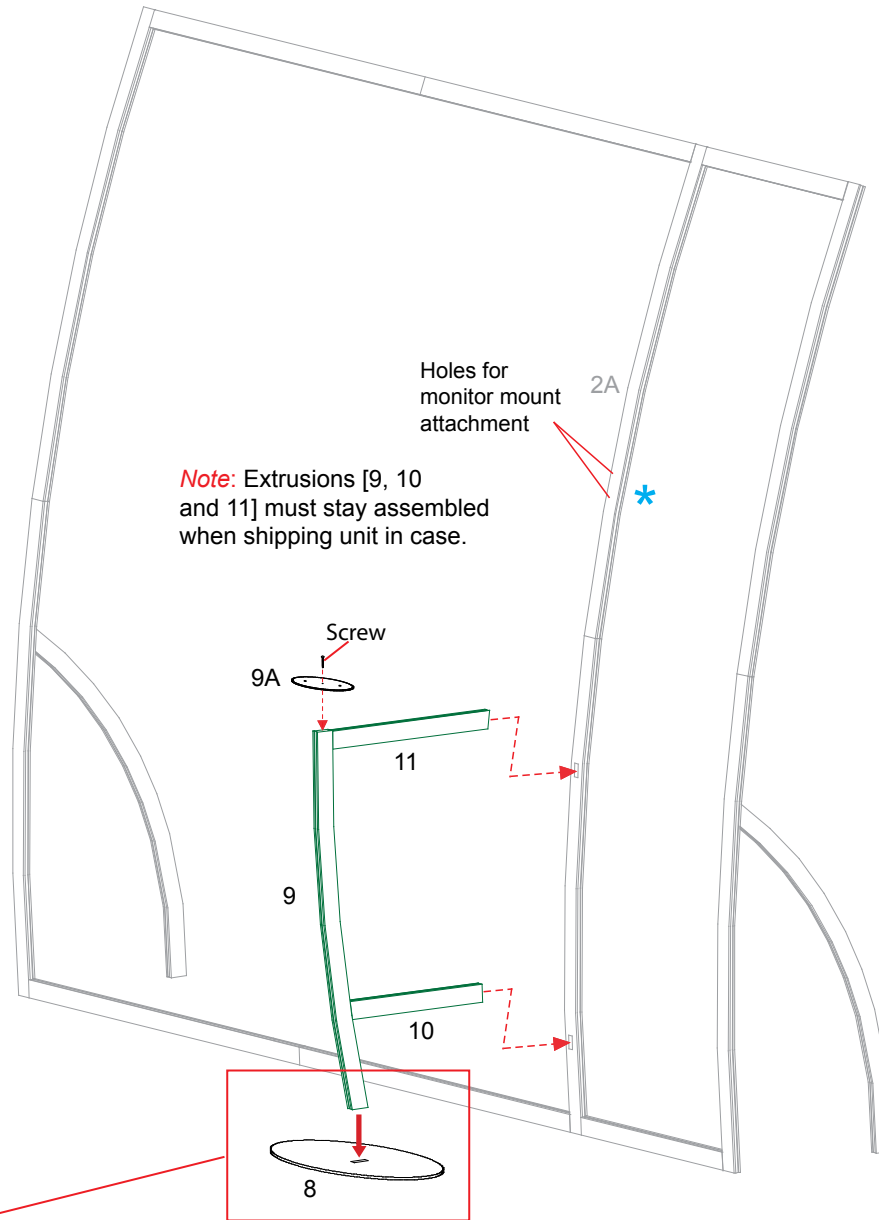 Holes for
monitor mount
attachment
2A
*
Note: Extrusions [9, 10
and 11] must stay assembled
when shipping unit in case.
Screw
9A
11
9
10
8